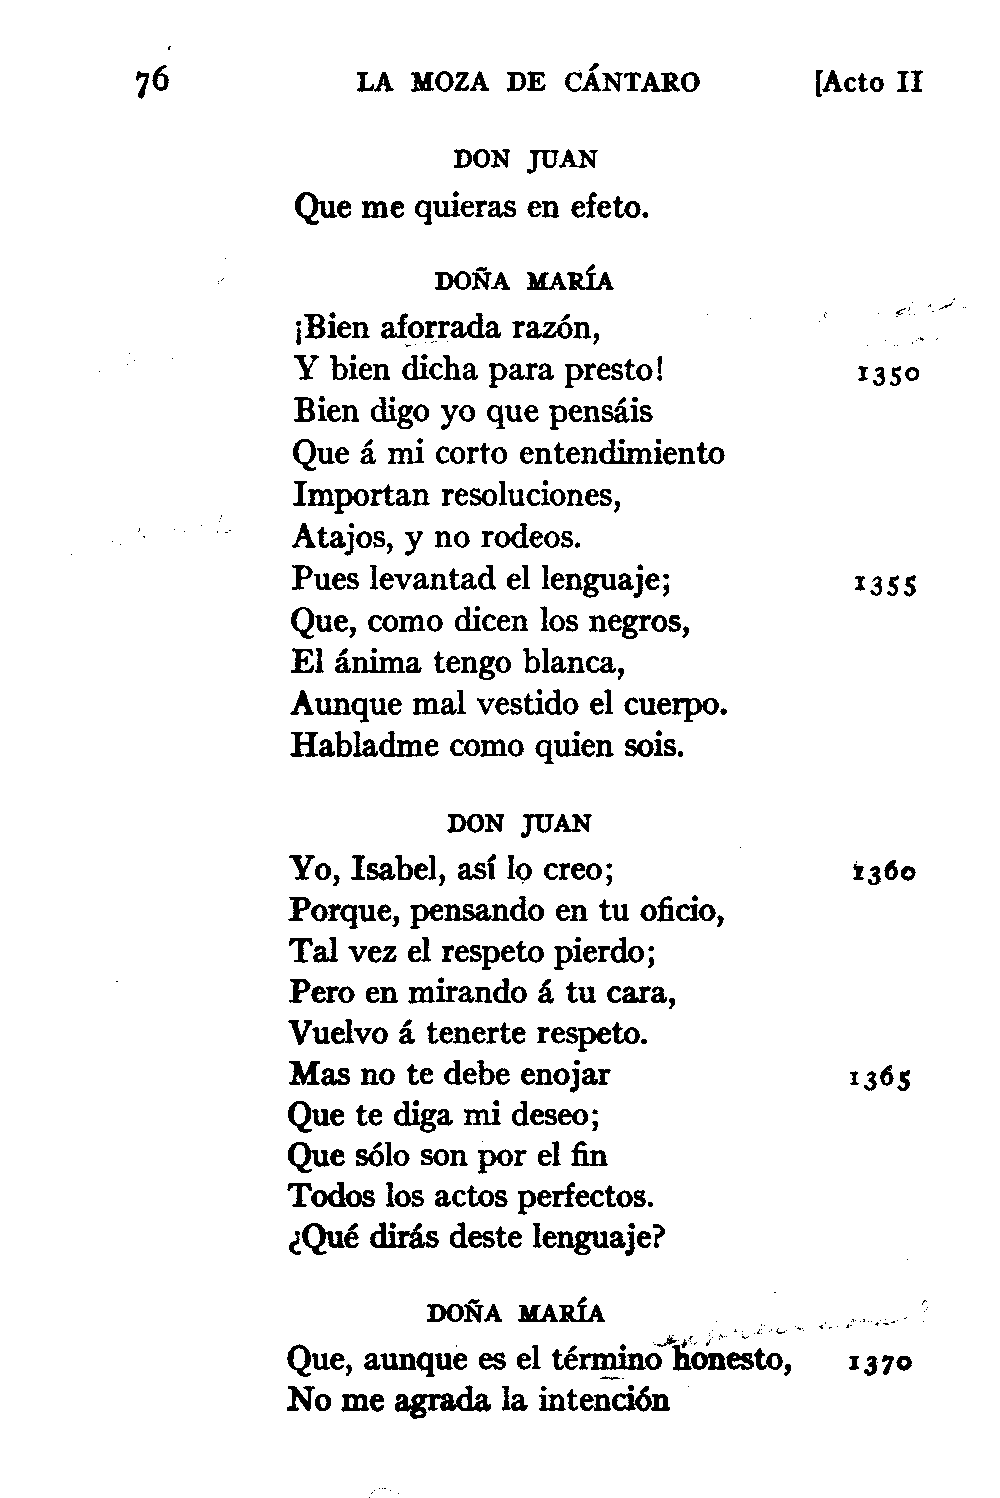 76 LA MOZA DE CÁNTARO [Acto II
DON JUAN
Que me quieras en efeto.
DOÑA MARÍA
¡Bien aforrada razón,
Y bien dicha para presto! 1350
Bien digo yo que pensáis
Que á mi corto entendimiento
Importan resoluciones,
Atajos, y no rodeos.
Pues levantad el lenguaje; 1355
Que, como dicen los negros,
El ánima tengo blanca,
Aunque mal vestido el cuerpo.
Habladme como quien sois.
DON JUAN
Yo, Isabel, así lo creo; 1360
Porque, pensando en tu oficio,
Tal vez el respeto pierdo;
Pero en mirando á tu cara,
Vuelvo á tenerte respeto.
Mas no te debe enojar 1365
Que te diga mi deseo;
Que sólo son por el fin
Todos los actos perfectos.
¿Qué dirás deste lenguaje?
DOÑA MARÍA
Que, aunque es el término honesto, 1370
No me agrada la intención